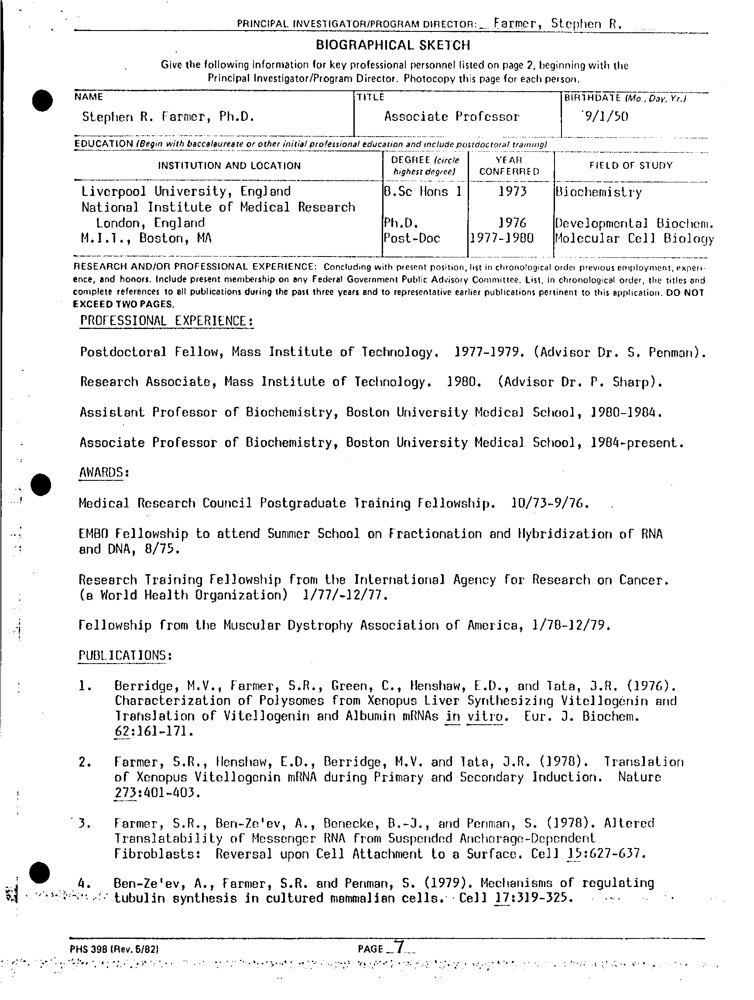 PRINCIPAL INVESTIGATOR/PROGRAM DIRECTOR: Farmer, Stephen R.
BIOGRAPHICAL SKETCH
Give the following information for key professional personnel listed on page 2, beginning with the
Principal Investigator/Program Director. Photocopy this page for each person.
NAME TITLE BIRTHDATE (Mo., Day, Yr.)
Stephen R. Farmer, Ph.D. Associate Professor 9/1/50
EDUCATION (Begin with baccalaureate or other initial professional education and include postdoctoral training)
INSTITUTION AND LOCATION DEGREE (circle highest degree) YEAR CONFERRED FIELD OF STUDY
Liverpool University, England B.Sc Hons I 1973 Biochemistry
National Institute of Medical Research
London, England Ph.D. 1976 Developmental Biochem.
M.I.T., Boston, MA Post-Doc 1977-1980 Molecular Cell Biology
RESEARCH AND/OR PROFESSIONAL EXPERIENCE: Concluding with present position, list in chronological order previous employment, experi-
ence, and honors. Include present membership on any Federal Government Public Advisory Committee. List, in chronological order, the titles and
complete references to all publications during the past three years and to representative earlier publications pertinent to this application. DO NOT
EXCEED TWO PAGES.
PROFESSIONAL EXPERIENCE:
Postdoctoral Fellow, Mass Institute of Technology. 1977-1979. (Advisor Dr. S. Penman).
Research Associate, Mass Institute of Technology. 1980. (Advisor Dr. P. Sharp).
Assistant Professor of Biochemistry, Boston University Medical School, 1980-1984.
Associate Professor of Biochemistry, Boston University Medical School, 1984-present.
AWARDS:
Medical Research Council Postgraduate Training Fellowship. 10/73-9/76.
EMBO Fellowship to attend Summer School on Fractionation and Hybridization of RNA
and DNA, 8/75.
Research Training Fellowship from the International Agency for Research on Cancer.
(a World Health Organization) 1/77/-12/77.
Fellowship from the Muscular Dystrophy Association of America, 1/78-12/79.
PUBLICATIONS:
1. Berridge, M.V., Farmer, S.R., Green, C., Henshaw, E.D., and Tata, J.R. (1976).
Characterization of Polysomes from Xenopus Liver Synthesizing Vitellogenin and
Translation of Vitellogenin and Albumin mRNAs in vitro. Eur. J. Biochem.
62:161-171.
2. Farmer, S.R., Henshaw, E.D., Berridge, M.V. and Tata, J.R. (1978). Translation
of Xenopus Vitellogenin mRNA during Primary and Secondary Induction. Nature
273:401-403.
3. Farmer, S.R., Ben-Ze'ev, A., Benecke, B.-J., and Penman, S. (1978). Altered
Translatability of Messenger RNA from Suspended Anchorage-Dependent
Fibroblasts: Reversal upon Cell Attachment to a Surface. Cell 15:627-637.
4. Ben-Ze'ev, A., Farmer, S.R. and Penman, S. (1979). Mechanisms of regulating
tubulin synthesis in cultured mammalian cells. Cell 17:319-325.
PHS 398 (Rev. 5/82) PAGE 7